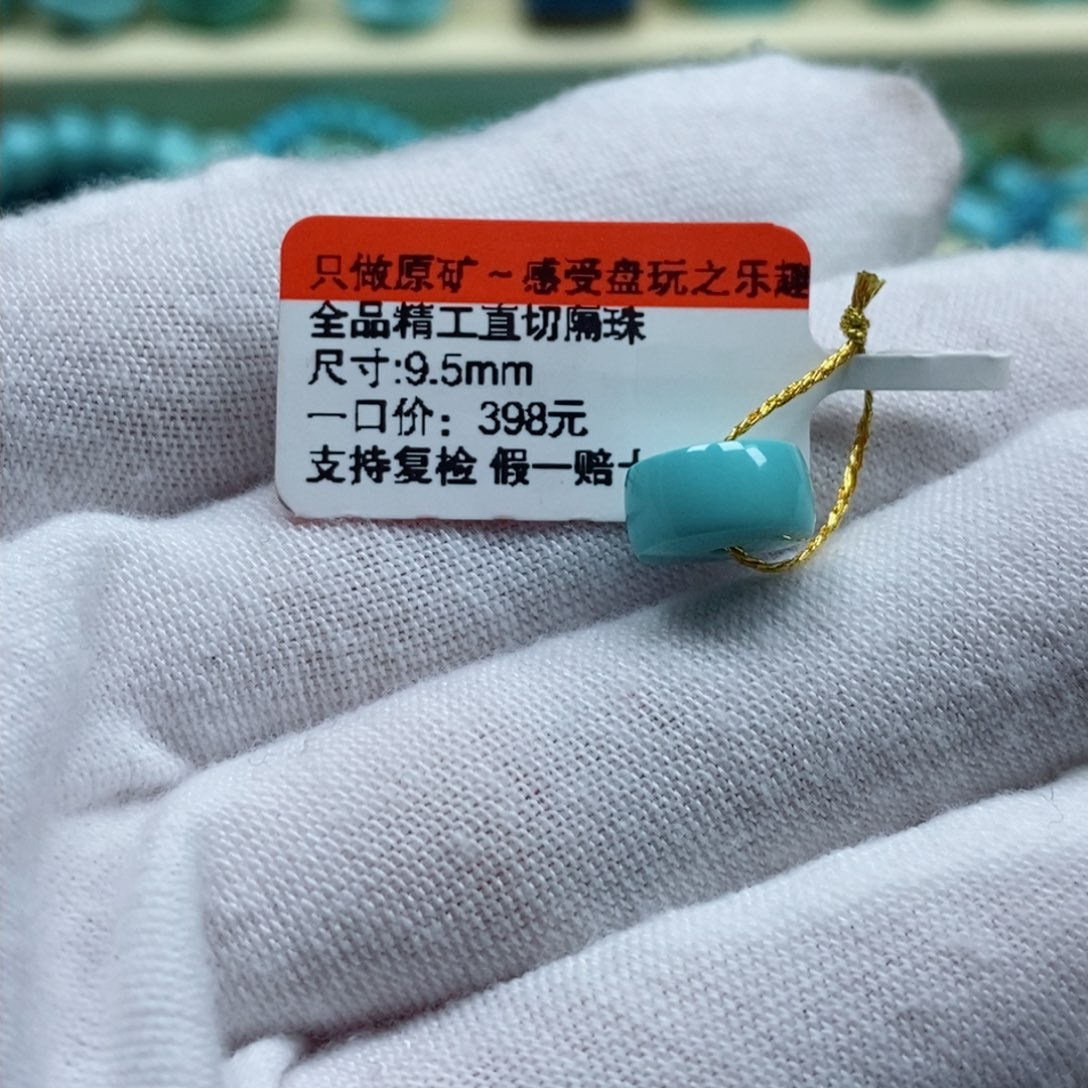 只做原矿~感受盘玩之乐趣
全品精工直切隔珠
尺寸:9.5mm
一口价：398元
支持复检 假一赔